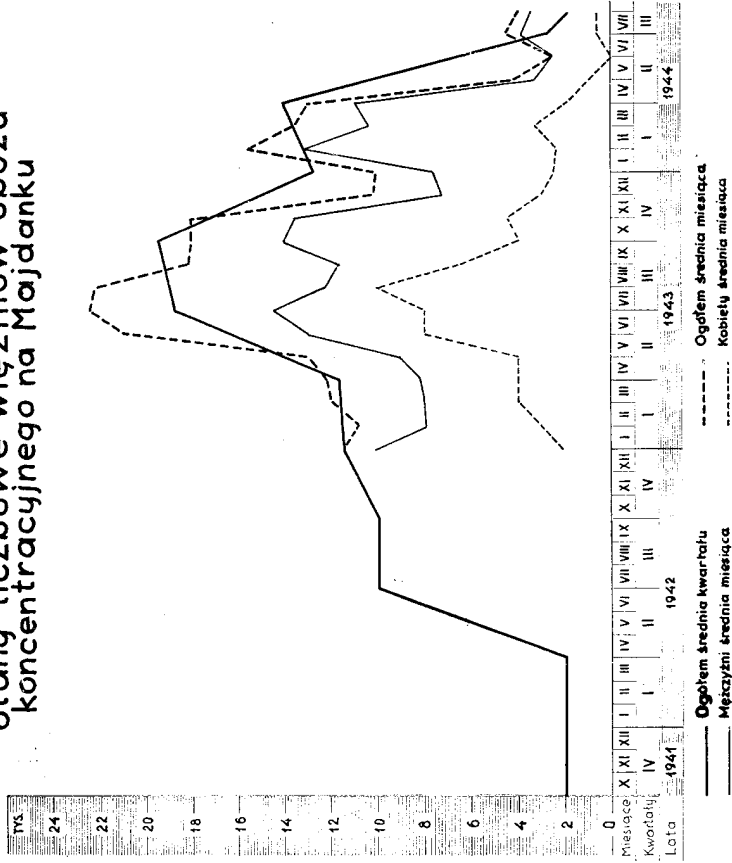 Stany liczbowe więźniów obozu
koncentracyjnego na Majdanku
TYS.
24
22
20
18
16
14
12
10
8
6
4
2
0
Miesiące X XI XII I II III IV V VI VII VIII IX X XI XII I II III IV V VI VII VIII IX X XI XII I II III IV V VI VII
Kwartały IV I II III IV I II III IV I II III
Lata 1941 1942 1943 1944
Ogółem średnia kwartału
Mężczyźni średnia miesiąca
Ogółem średnia miesiąca
Kobiety średnia miesiąca